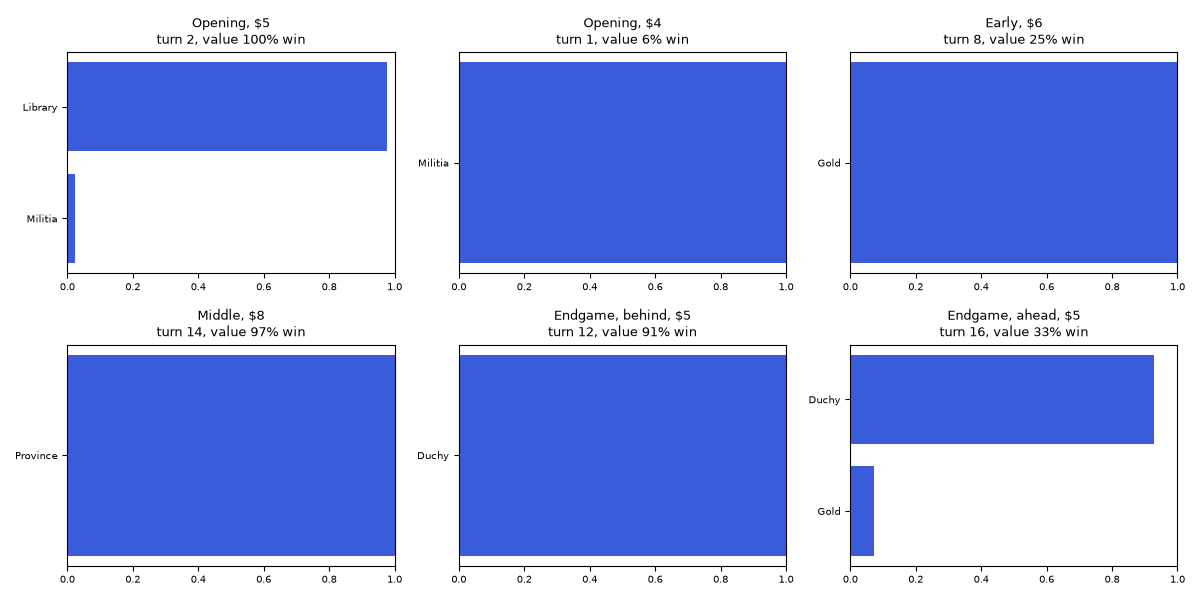 Opening, $5
turn 2, value 100% win
Library
Militia
0.0 0.2 0.4 0.6 0.8 1.0
Opening, $4
turn 1, value 6% win
Militia
0.0 0.2 0.4 0.6 0.8 1.0
Early, $6
turn 8, value 25% win
Gold
0.0 0.2 0.4 0.6 0.8 1.0
Middle, $8
turn 14, value 97% win
Province
0.0 0.2 0.4 0.6 0.8 1.0
Endgame, behind, $5
turn 12, value 91% win
Duchy
0.0 0.2 0.4 0.6 0.8 1.0
Endgame, ahead, $5
turn 16, value 33% win
Duchy
Gold
0.0 0.2 0.4 0.6 0.8 1.0